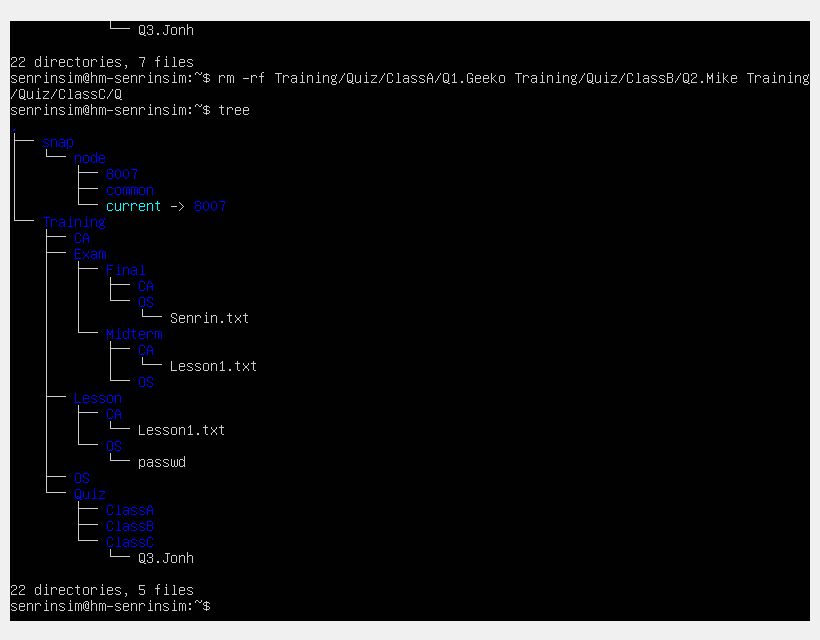 └── Q3.Jonh
22 directories, 7 files
senrinsim@hm-senrinsim:~$ rm -rf Training/Quiz/ClassA/Q1.Geeko Training/Quiz/ClassB/Q2.Mike Training
/Quiz/ClassC/Q
senrinsim@hm-senrinsim:~$ tree
.
├── snap
│   └── node
│       ├── 8007
│       ├── common
│       └── current -> 8007
└── Training
    ├── CA
    ├── Exam
    │   ├── Final
    │   │   ├── CA
    │   │   └── OS
    │   │       └── Senrin.txt
    │   └── Midterm
    │       ├── CA
    │       │   └── Lesson1.txt
    │       └── OS
    ├── Lesson
    │   ├── CA
    │   │   └── Lesson1.txt
    │   └── OS
    │       └── passwd
    ├── OS
    └── Quiz
        ├── ClassA
        ├── ClassB
        └── ClassC
            └── Q3.Jonh
22 directories, 5 files
senrinsim@hm-senrinsim:~$